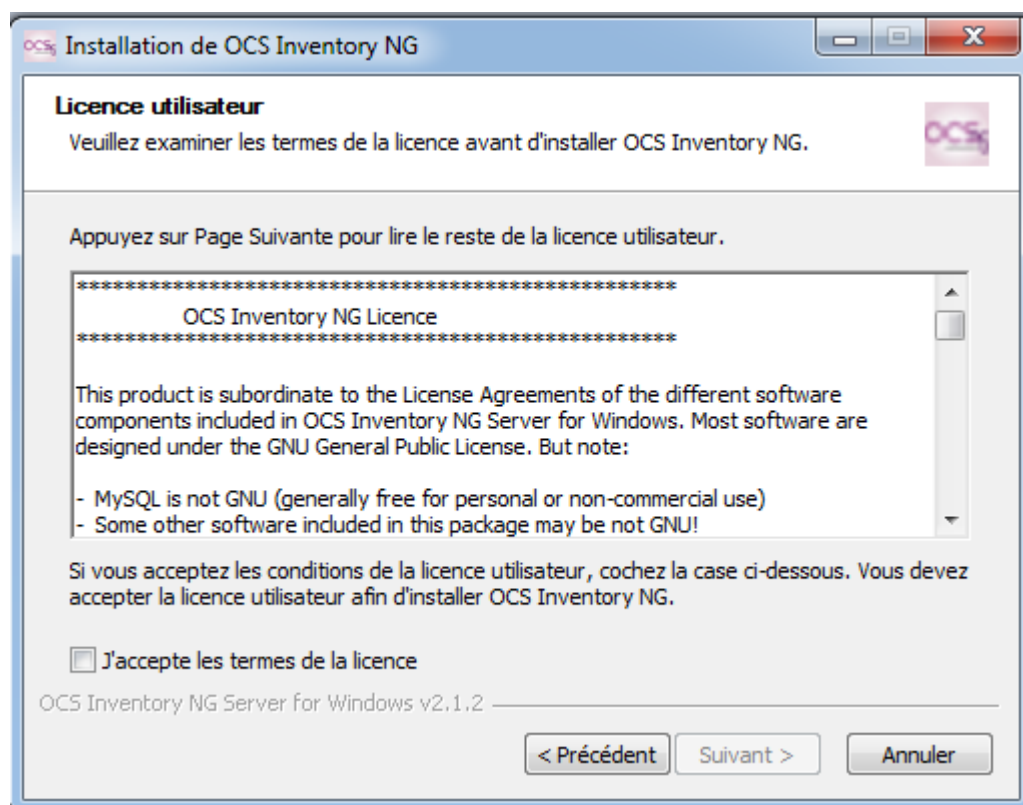 OCSng Installation de OCS Inventory NG
Licence utilisateur
Veuillez examiner les termes de la licence avant d'installer OCS Inventory NG.
OCSng
Appuyez sur Page Suivante pour lire le reste de la licence utilisateur.
**************************************************
OCS Inventory NG Licence
**************************************************
This product is subordinate to the License Agreements of the different software
components included in OCS Inventory NG Server for Windows. Most software are
designed under the GNU General Public License. But note:
- MySQL is not GNU (generally free for personal or non-commercial use)
- Some other software included in this package may be not GNU!
Si vous acceptez les conditions de la licence utilisateur, cochez la case ci-dessous. Vous devez
accepter la licence utilisateur afin d'installer OCS Inventory NG.
J'accepte les termes de la licence
OCS Inventory NG Server for Windows v2.1.2
< Précédent Suivant > Annuler